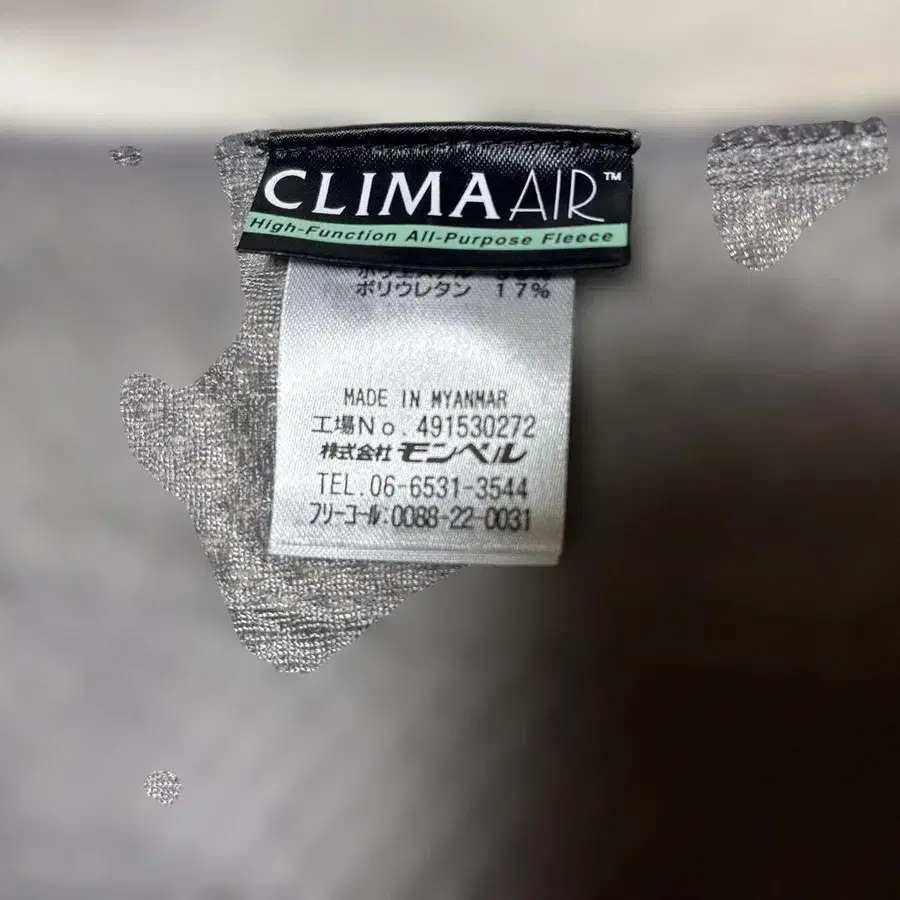 CLIMA AIR™
High-Function All-Purpose Fleece
ポリウレタン 17%
MADE IN MYANMAR
工場No. 491530272
株式会社 モンベル
TEL. 06-6531-3544
フリーコール:0088-22-0031